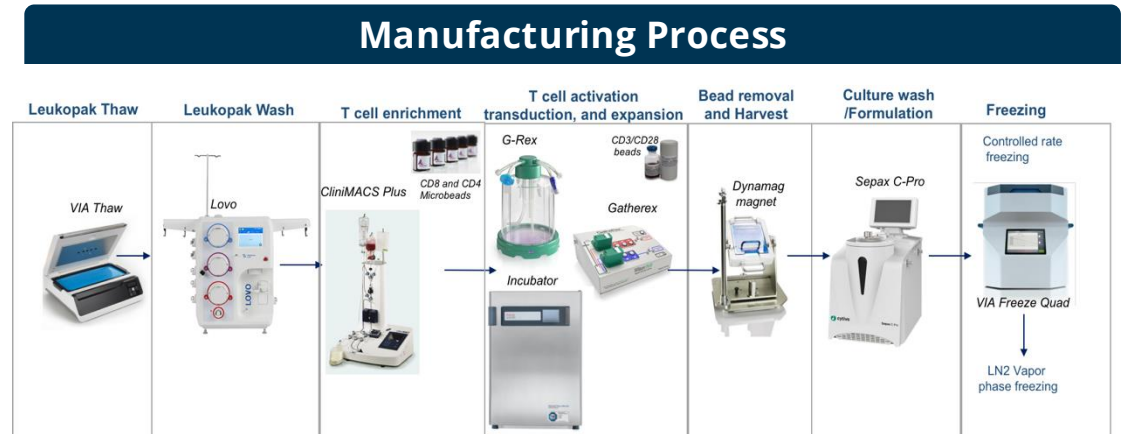 Manufacturing Process
Leukopak Thaw
Leukopak Wash
T cell enrichment
T cell activation
transduction, and expansion
Bead removal
and Harvest
Culture wash
/Formulation
Freezing
VIA Thaw
Lovo
LOVO
CD8 and CD4
Microbeads
CliniMACS Plus
G-Rex
CD3/CD28
beads
Gatherex
Incubator
Dynamag
magnet
Sepax C-Pro
Controlled rate
freezing
VIA Freeze Quad
LN2 Vapor
phase freezing